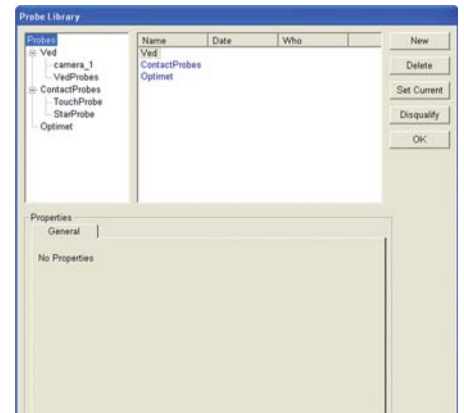 Probe Library
Probes
Ved
camera_1
VedProbes
ContactProbes
TouchProbe
StarProbe
Optimet
Name Date Who
Ved
ContactProbes
Optimet
New
Delete
Set Current
Disqualify
OK
Properties
General
No Properties